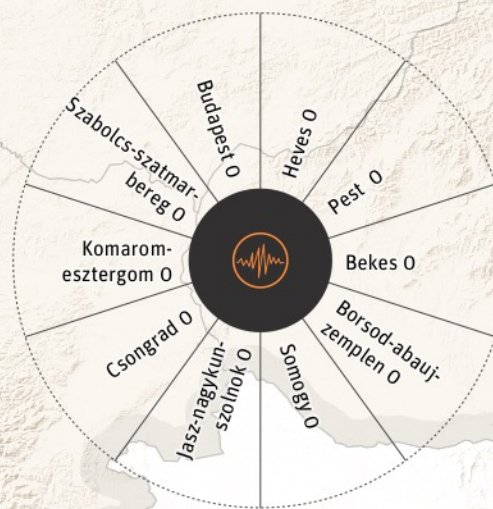 Heves 0
Pest 0
Bekes 0
Borsod-abauj-
zemplen 0
Somogy 0
Jasz-nagykun-
szolnok 0
Csongrad 0
Komarom-
esztergom 0
Szabolcs-szatmar-
bereg 0
Budapest 0